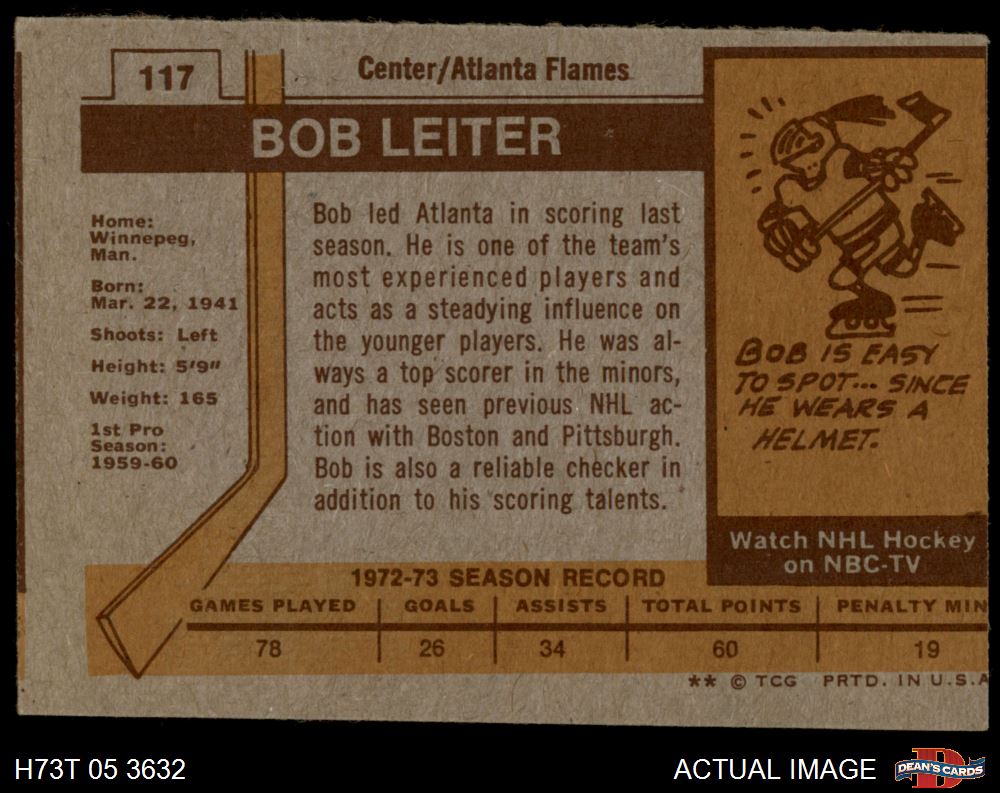 117
Center/Atlanta Flames
BOB LEITER
Home:
Winnepeg,
Man.
Born:
Mar. 22, 1941
Shoots: Left
Height: 5'9"
Weight: 165
1st Pro
Season:
1959-60
Bob led Atlanta in scoring last
season. He is one of the team's
most experienced players and
acts as a steadying influence on
the younger players. He was al-
ways a top scorer in the minors,
and has seen previous NHL ac-
tion with Boston and Pittsburgh.
Bob is also a reliable checker in
addition to his scoring talents.
BOB IS EASY
TO SPOT... SINCE
HE WEARS A
HELMET.
Watch NHL Hockey
on NBC-TV
1972-73 SEASON RECORD
GAMES PLAYED GOALS ASSISTS TOTAL POINTS PENALTY MIN
78 26 34 60 19
** © TCG PRTD. IN U.S.A
H73T 05 3632
ACTUAL IMAGE
DEAN'S CARDS